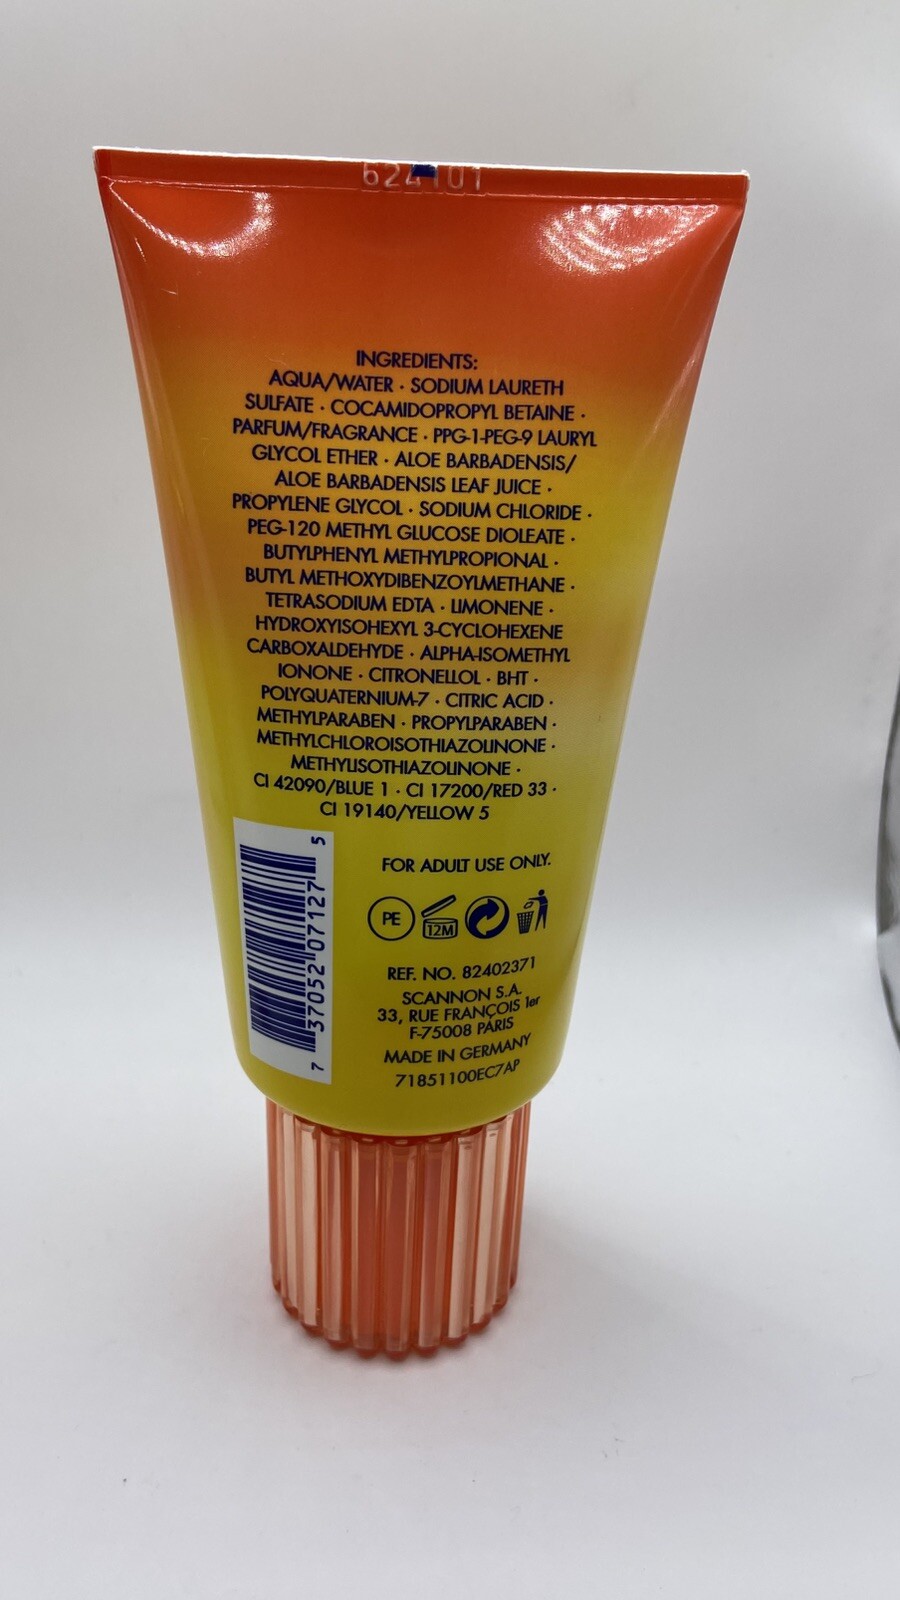 INGREDIENTS:
AQUA/WATER · SODIUM LAURETH
SULFATE · COCAMIDOPROPYL BETAINE ·
PARFUM/FRAGRANCE · PPG-1-PEG-9 LAURYL
GLYCOL ETHER · ALOE BARBADENSIS/
ALOE BARBADENSIS LEAF JUICE ·
PROPYLENE GLYCOL · SODIUM CHLORIDE ·
PEG-120 METHYL GLUCOSE DIOLEATE ·
BUTYLPHENYL METHYLPROPIONAL ·
BUTYL METHOXYDIBENZOYLMETHANE ·
TETRASODIUM EDTA · LIMONENE ·
HYDROXYISOHEXYL 3-CYCLOHEXENE
CARBOXALDEHYDE · ALPHA-ISOMETHYL
IONONE · CITRONELLOL · BHT ·
POLYQUATERNIUM-7 · CITRIC ACID ·
METHYLPARABEN · PROPYLPARABEN ·
METHYLCHLOROISOTHIAZOLINONE ·
METHYLISOTHIAZOLINONE ·
CI 42090/BLUE 1 · CI 17200/RED 33 ·
CI 19140/YELLOW 5
FOR ADULT USE ONLY.
PE
12M
REF. NO. 82402371
SCANNON S.A.
33, RUE FRANÇOIS 1er
F-75008 PARIS
MADE IN GERMANY
71851100EC7AP
7 37052 07127 5